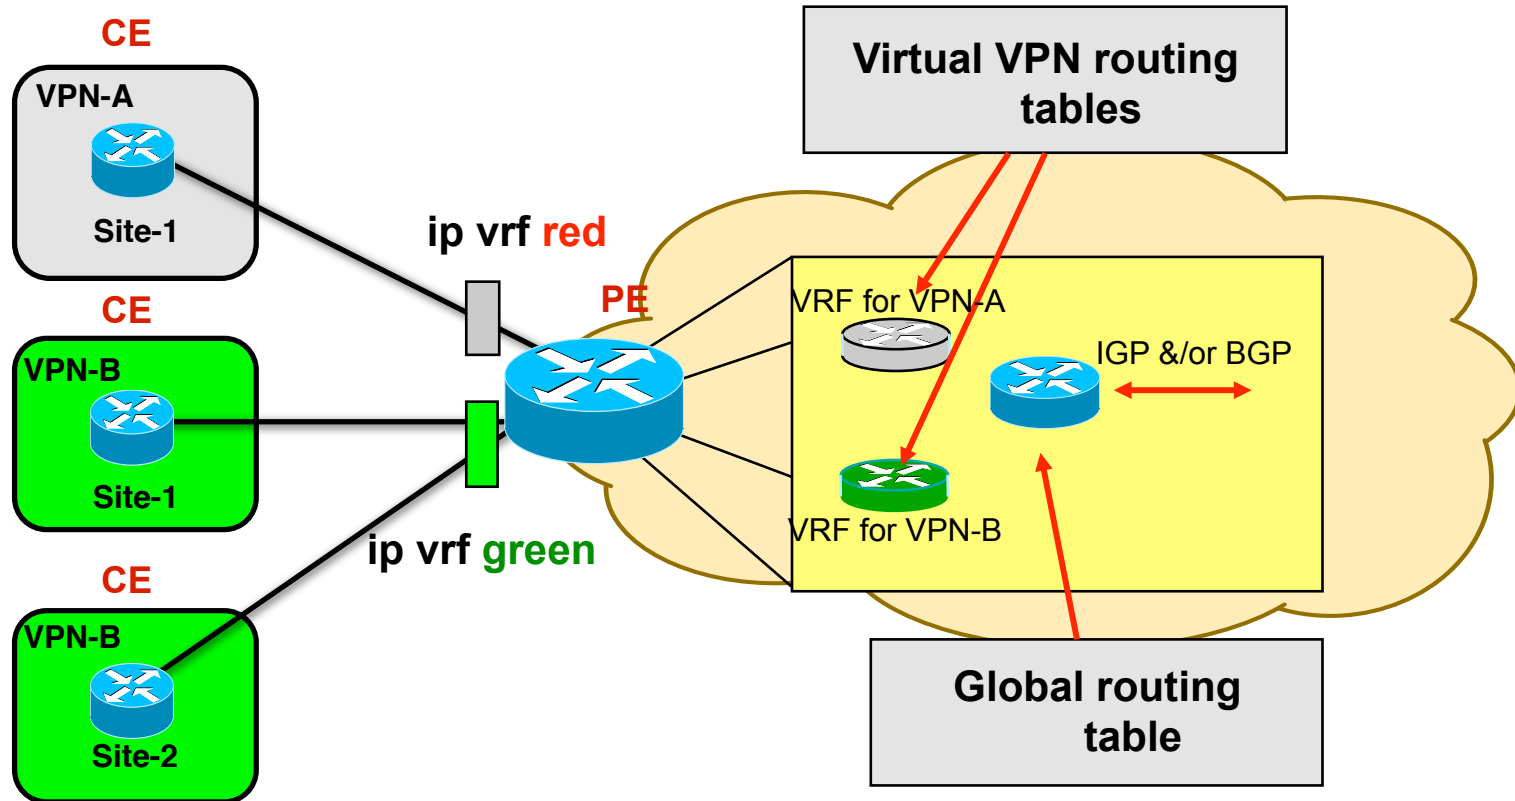 CE
VPN-A
Site-1
CE
VPN-B
Site-1
CE
VPN-B
Site-2
ip vrf red
ip vrf green
PE
Virtual VPN routing
tables
VRF for VPN-A
IGP &/or BGP
VRF for VPN-B
Global routing
table